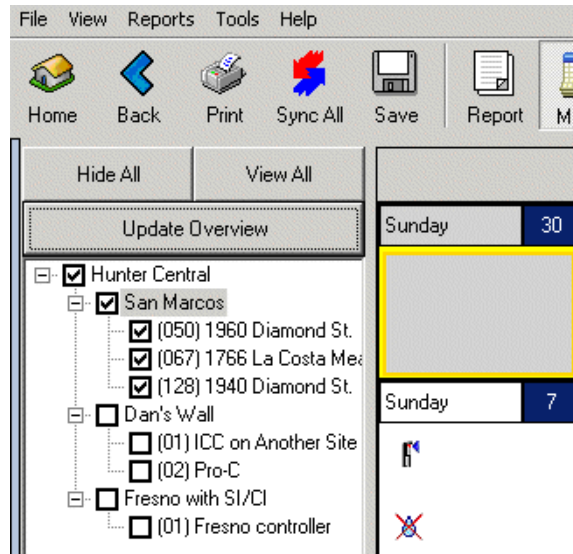 File View Reports Tools Help
Home Back Print Sync All Save Report
Hide All View All
Update Overview
Sunday 30
Hunter Central
San Marcos
(050) 1960 Diamond St.
(067) 1766 La Costa
(128) 1940 Diamond St.
Sunday 7
Dan's Wall
(01) ICC on Another Site
(02) Pro-C
Fresno with SI/CI
(01) Fresno controller